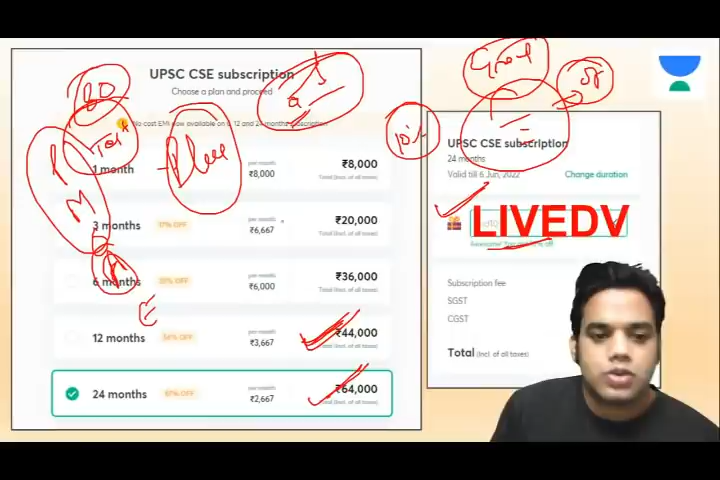 UPSC CSE subscription
Choose a plan and proceed
No cost EMI now available on 6, 12 and 24 months subscription
1 month
per month
₹8,000
₹8,000
Total (Incl. of all taxes)
3 months
17% OFF
per month
₹6,667
₹20,000
Total (Incl. of all taxes)
6 months
per month
₹6,000
₹36,000
Total (Incl. of all taxes)
12 months
54% OFF
per month
₹3,667
₹44,000
Total (Incl. of all taxes)
24 months
67% OFF
per month
₹2,667
₹64,000
Total (Incl. of all taxes)
Plus
10%
UPSC CSE subscription
24 months
Valid till 6 Jun, 2022
Change duration
LIVEDV
Subscription fee
SGST
CGST
Total (Incl. of all taxes)